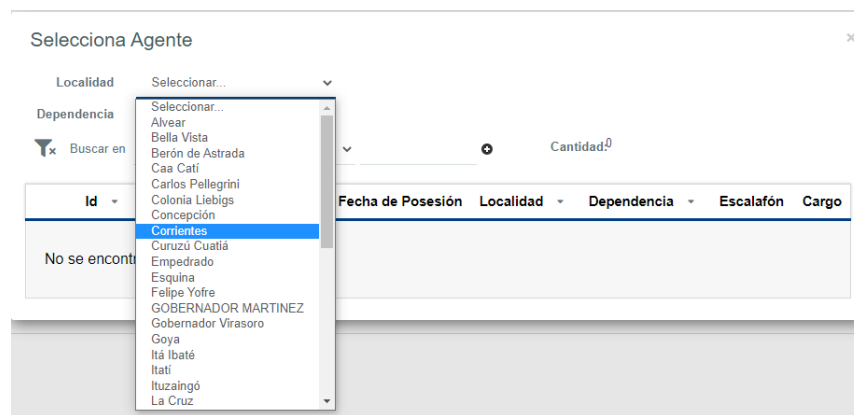 Selecciona Agente
×
Localidad Seleccionar...
Dependencia
Buscar en
Cantidad:0
Seleccionar...
Alvear
Bella Vista
Berón de Astrada
Caa Catí
Carlos Pellegrini
Colonia Liebigs
Concepción
Corrientes
Curuzú Cuatiá
Empedrado
Esquina
Felipe Yofre
GOBERNADOR MARTINEZ
Gobernador Virasoro
Goya
Itá Ibaté
Itatí
Ituzaingó
La Cruz
Id Fecha de Posesión Localidad Dependencia Escalafón Cargo
No se encont